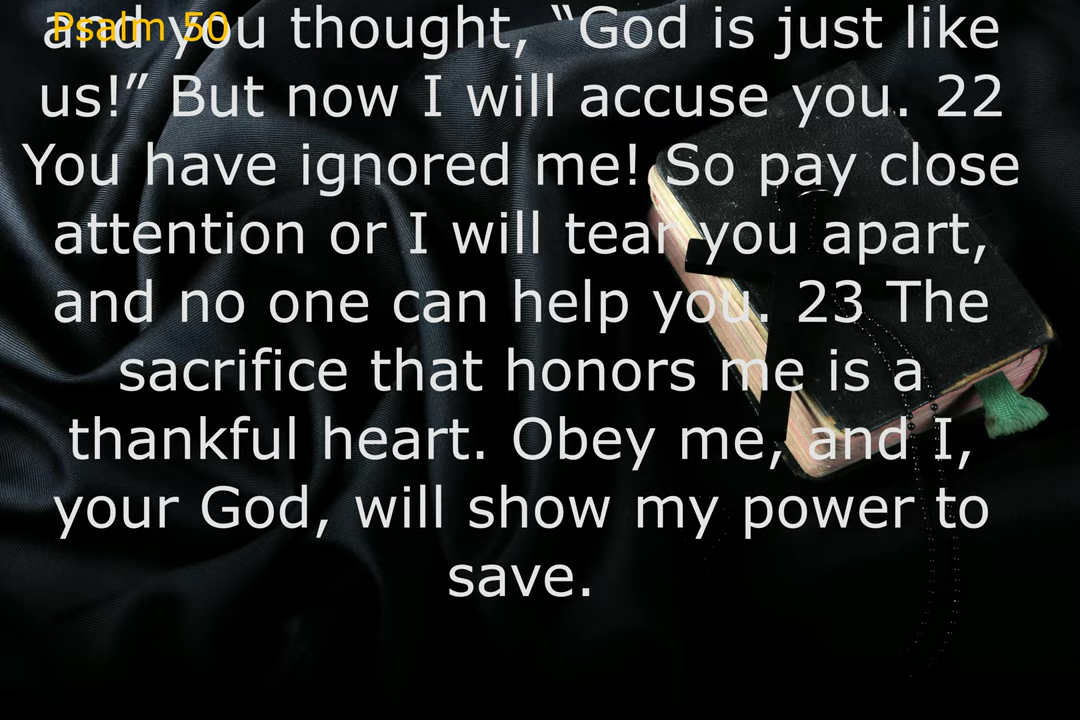 Psalm 50
and you thought, “God is just like
us!” But now I will accuse you. 22
You have ignored me! So pay close
attention or I will tear you apart,
and no one can help you. 23 The
sacrifice that honors me is a
thankful heart. Obey me, and I,
your God, will show my power to
save.